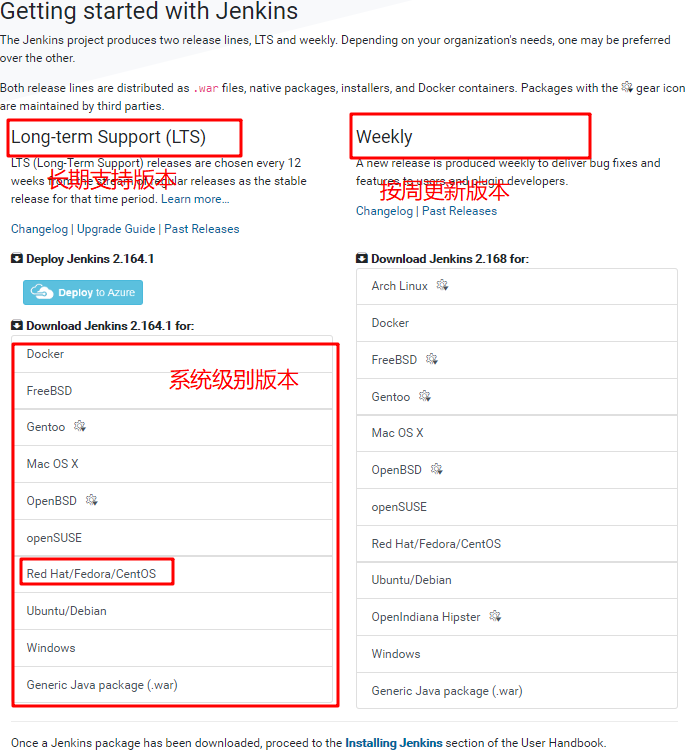 Getting started with Jenkins
The Jenkins project produces two release lines, LTS and weekly. Depending on your organization's needs, one may be preferred
over the other.
Both release lines are distributed as .war files, native packages, installers, and Docker containers. Packages with the gear icon
are maintained by third parties.
Long-term Support (LTS)
LTS (Long-Term Support) releases are chosen every 12
weeks from the stream of regular releases as the stable
release for that time period. Learn more...
长期支持版本
Changelog | Upgrade Guide | Past Releases
Deploy Jenkins 2.164.1
Deploy to Azure
Download Jenkins 2.164.1 for:
系统级别版本
Docker
FreeBSD
Gentoo
Mac OS X
OpenBSD
openSUSE
Red Hat/Fedora/CentOS
Ubuntu/Debian
Windows
Generic Java package (.war)
Weekly
A new release is produced weekly to deliver bug fixes and
features to users and plugin developers.
按周更新版本
Changelog | Past Releases
Download Jenkins 2.168 for:
Arch Linux
Docker
FreeBSD
Gentoo
Mac OS X
OpenBSD
openSUSE
Red Hat/Fedora/CentOS
Ubuntu/Debian
OpenIndiana Hipster
Windows
Generic Java package (.war)
Once a Jenkins package has been downloaded, proceed to the Installing Jenkins section of the User Handbook.